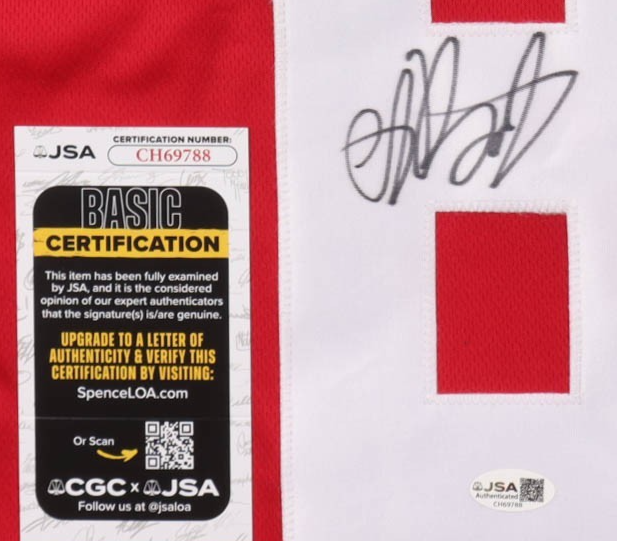 JSA
CERTIFICATION NUMBER:
CH69788
BASIC
CERTIFICATION
This item has been fully examined
by JSA, and it is the considered
opinion of our expert authenticators
that the signature(s) is/are genuine.
UPGRADE TO A LETTER OF
AUTHENTICITY & VERIFY THIS
CERTIFICATION BY VISITING:
SpenceLOA.com
Or Scan
CGC x JSA
Follow us at @jsaloa
JSA
Authenticated
CH69788